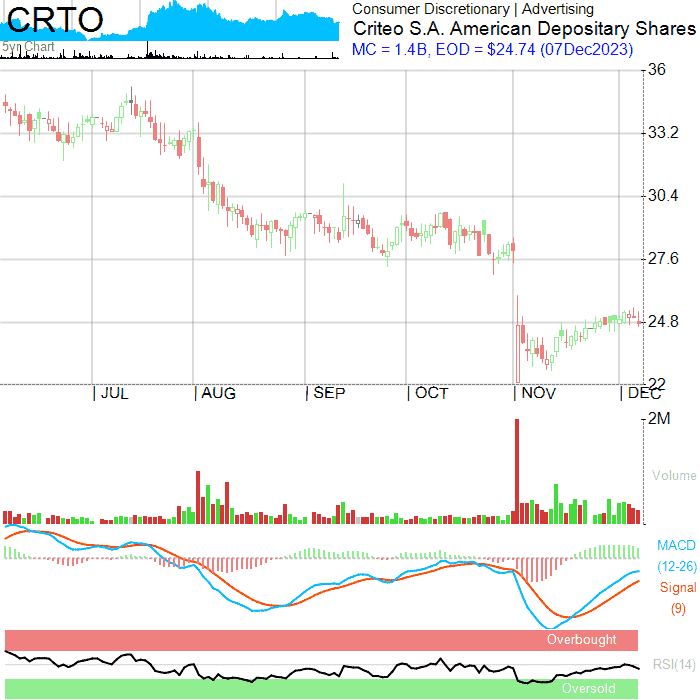 CRTO
5yr Chart
Consumer Discretionary | Advertising
Criteo S.A. American Depositary Shares
MC = 1.4B, EOD = $24.74 (07Dec2023)
36
33.2
30.4
27.6
24.8
22
JUL AUG SEP OCT NOV DEC
2M
Volume
MACD
(12-26)
Signal
(9)
Overbought
RSI(14)
Oversold